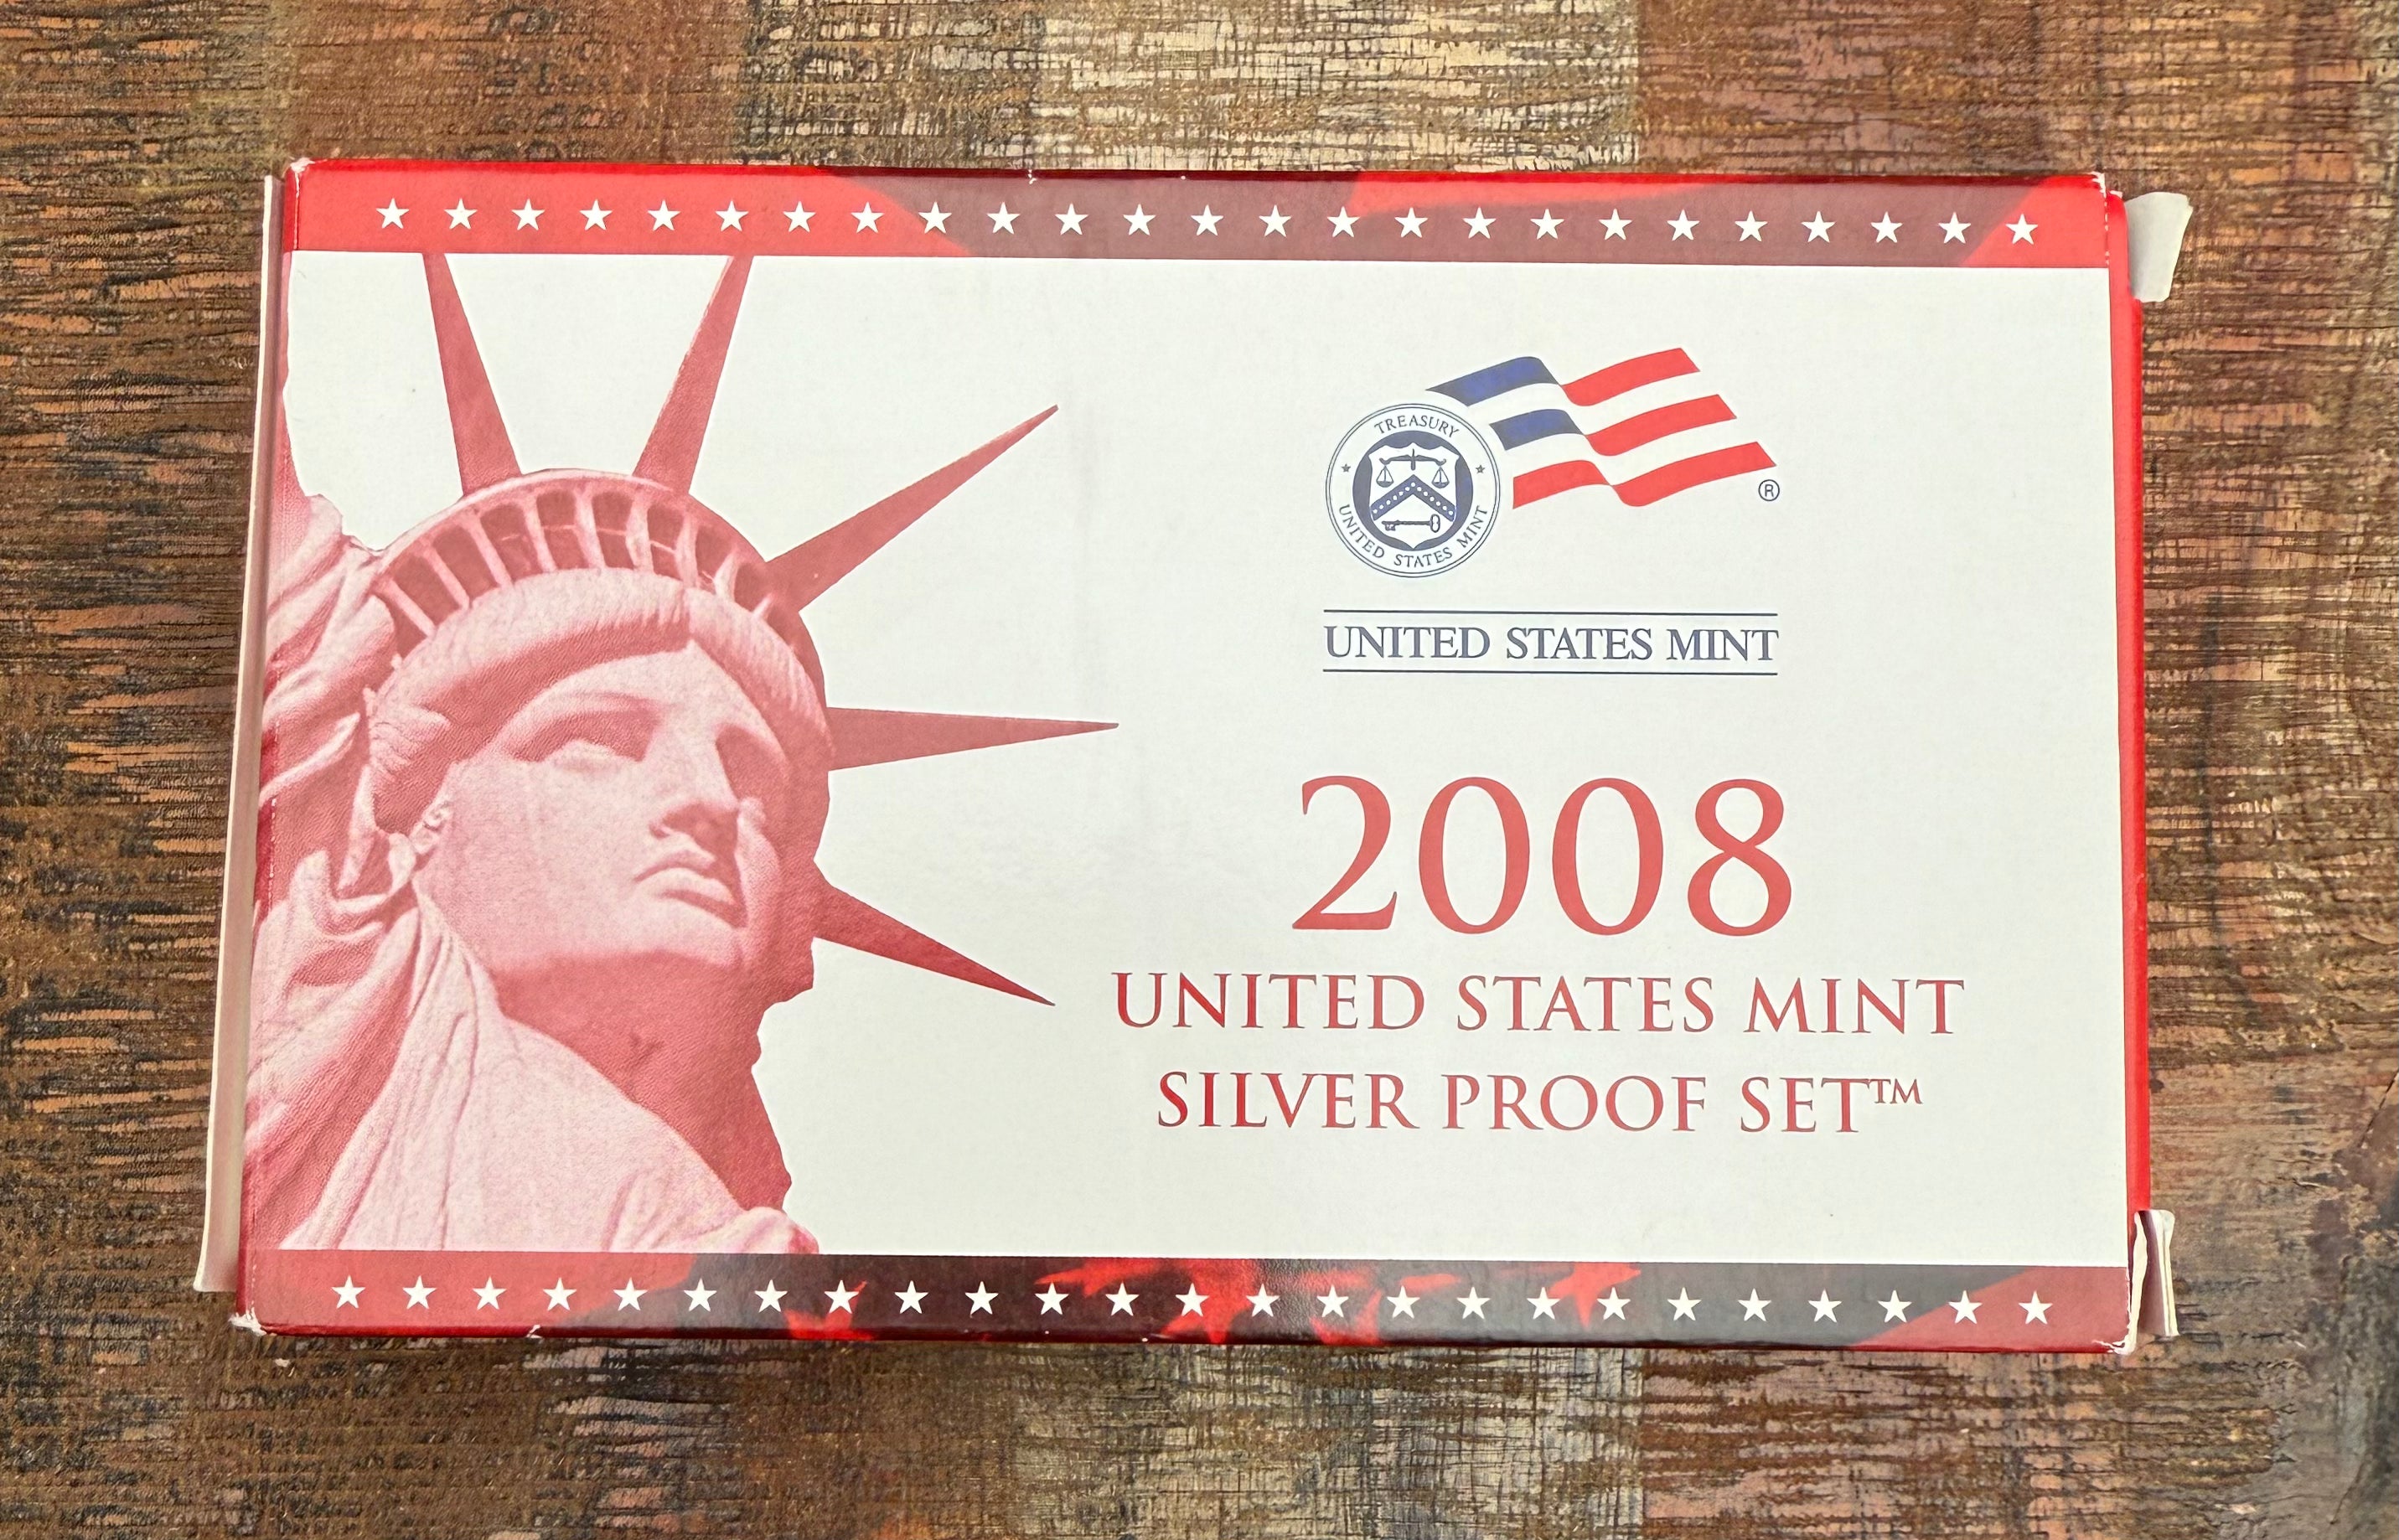 TREASURY
UNITED STATES MINT
®
UNITED STATES MINT
2008
UNITED STATES MINT
SILVER PROOF SET™